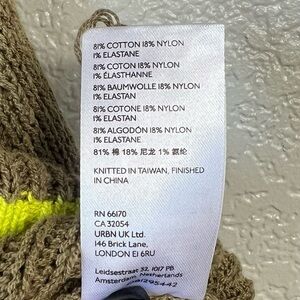 81% COTTON 18% NYLON
1% ELASTANE
81% COTON 18% NYLON
1% ÉLASTHANNE
81% BAUMWOLLE 18% NYLON
1% ELASTAN
81% COTONE 18% NYLON
1% ELASTAN
81% ALGODÓN 18% NYLON
1% ELASTANO
81% 棉 18% 尼龙 1% 氨纶
KNITTED IN TAIWAN, FINISHED
IN CHINA
RN 66170
CA 32054
URBN UK Ltd.
146 Brick Lane,
LONDON E1 6RU
Leidsestraat 32, 1017 PB
Amsterdam, Netherlands